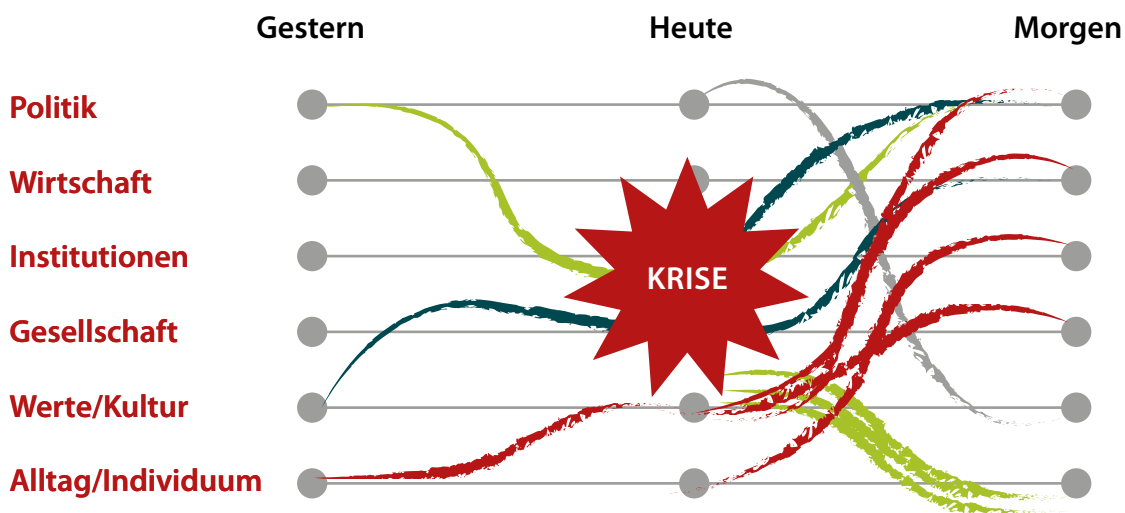 Gestern Heute Morgen
Politik
Wirtschaft
Institutionen
KRISE
Gesellschaft
Werte/Kultur
Alltag/Individuum